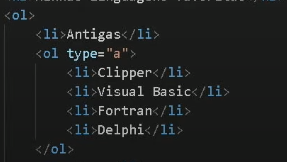 <ol>
<li>Antigas</li>
<ol type="a">
<li>Clipper</li>
<li>Visual Basic</li>
<li>Fortran</li>
<li>Delphi</li>
</ol>